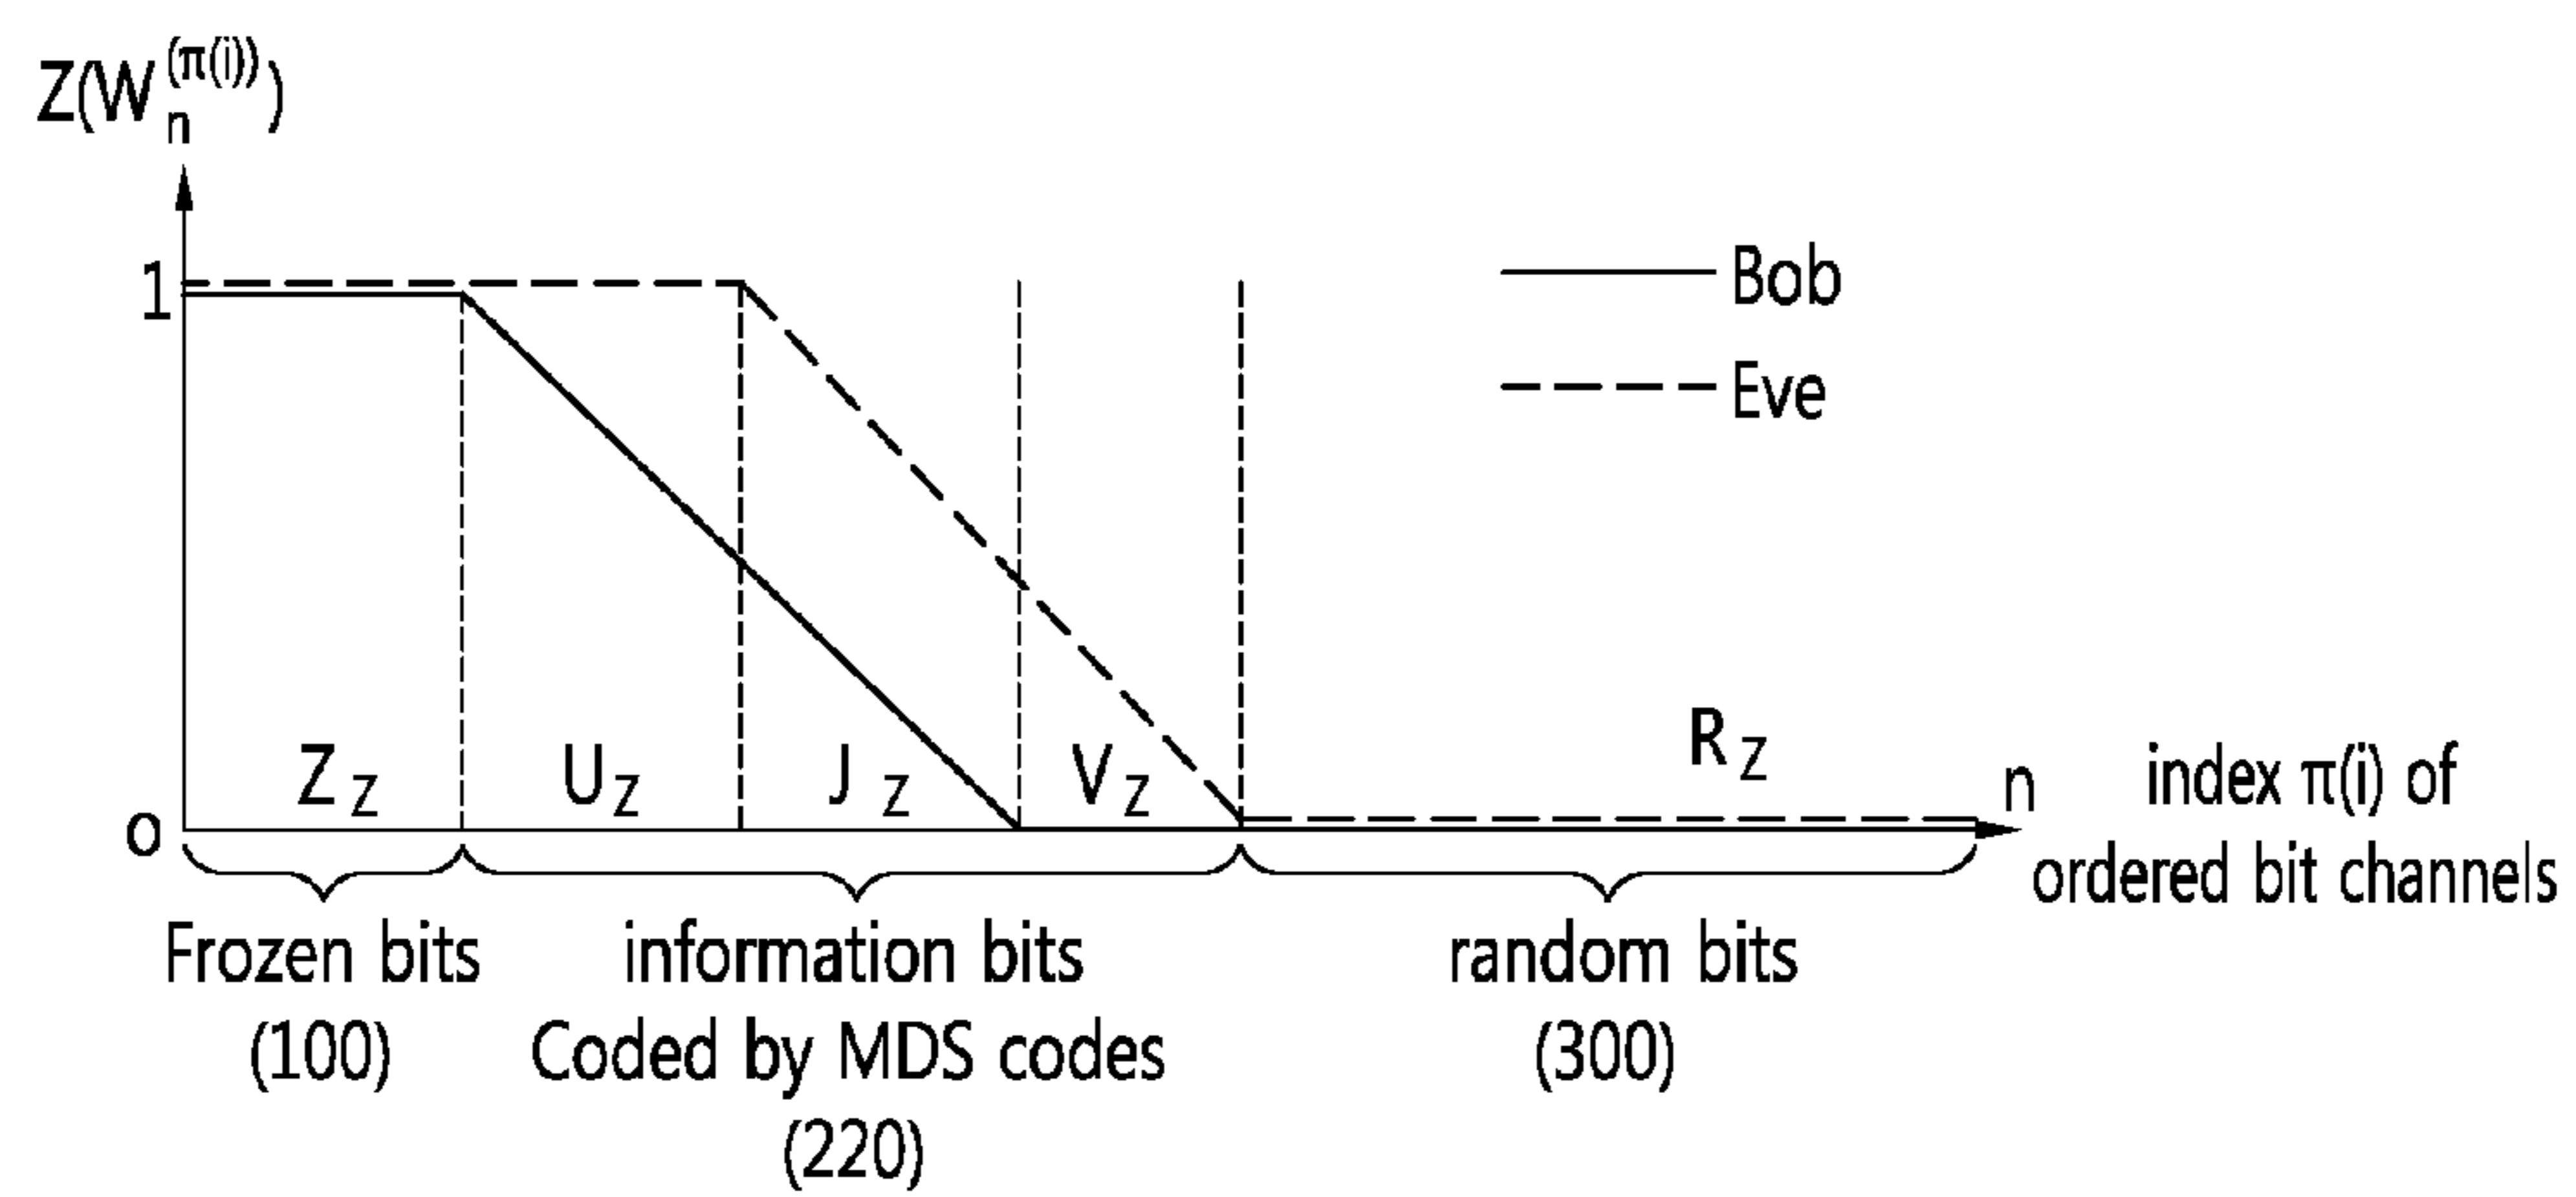 Z(W_n^(π(i)))
1
Bob
Eve
Z_Z
U_Z
J_Z
V_Z
R_Z
o
n
index π(i) of
ordered bit channels
Frozen bits
(100)
information bits
Coded by MDS codes
(220)
random bits
(300)